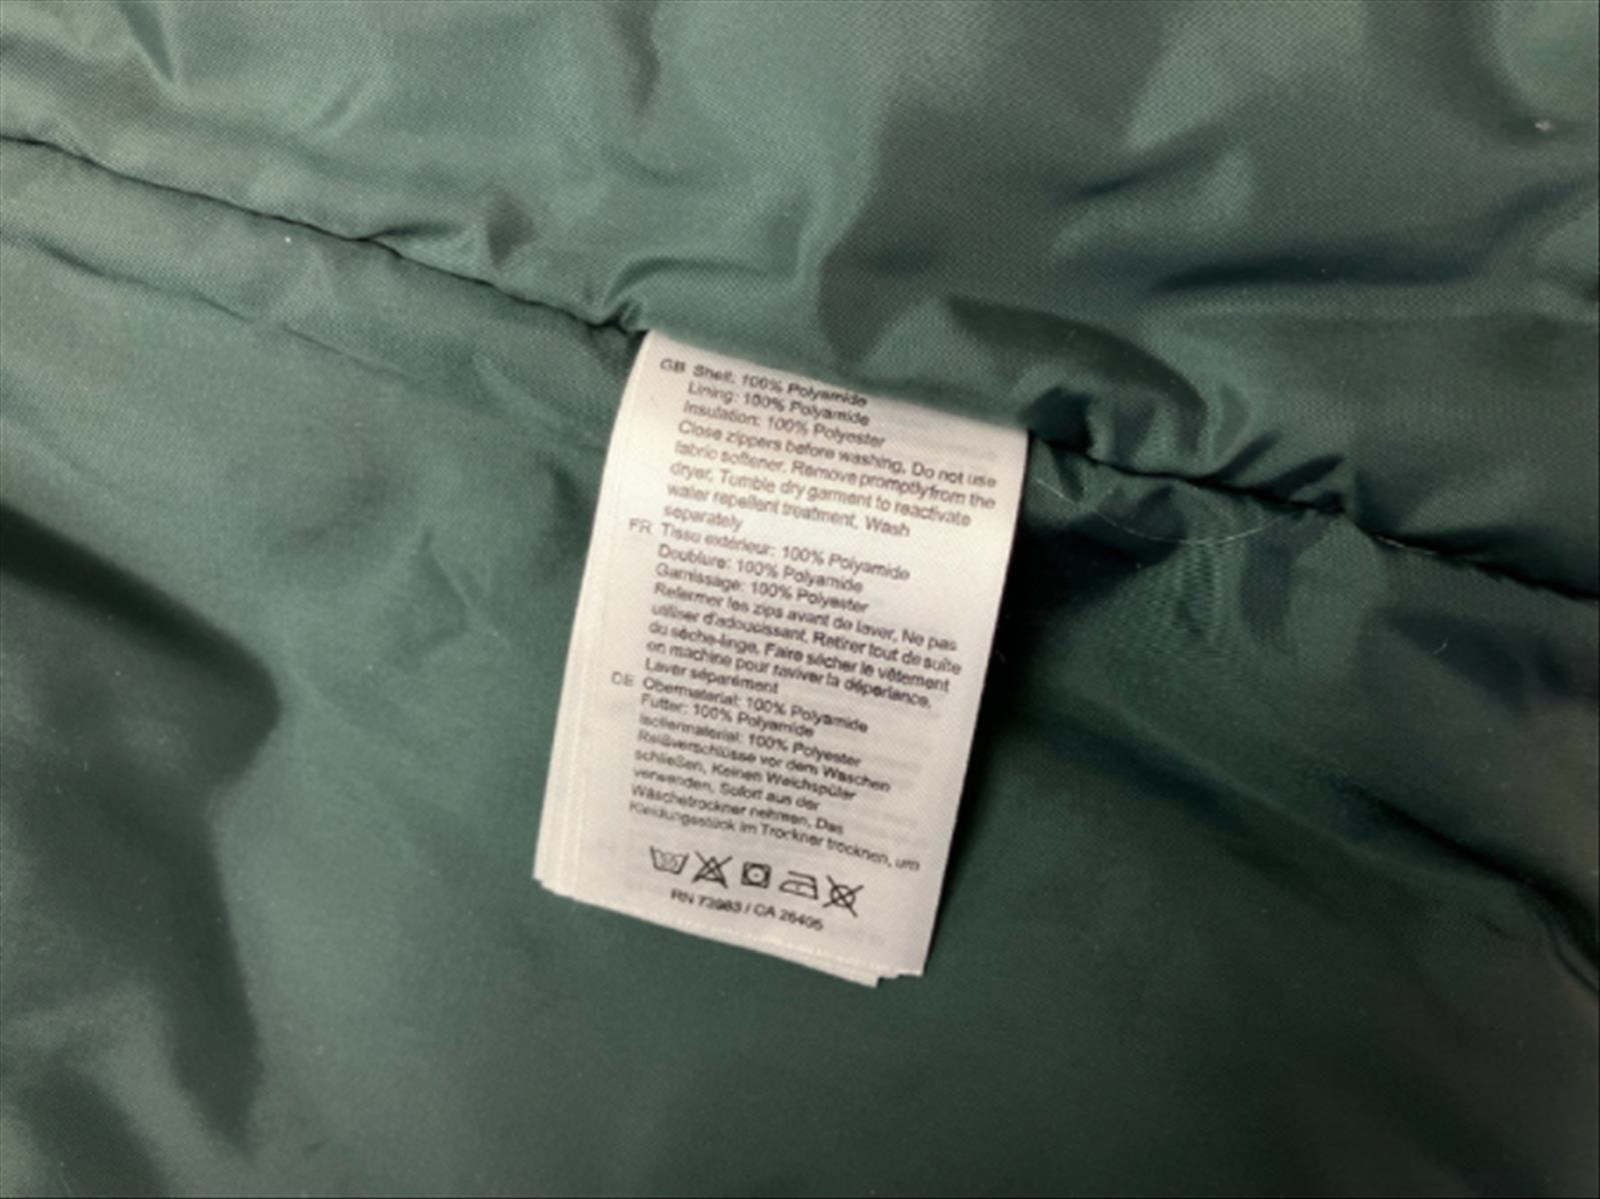 GB Shell: 100% Polyamide
Lining: 100% Polyamide
Insulation: 100% Polyester
Close zippers before washing, Do not use
fabric softener. Remove promptly from the
dryer, Tumble dry garment to reactivate
water repellent treatment, Wash
separately
FR Tissu extérieur: 100% Polyamide
Doublure: 100% Polyamide
Garnissage: 100% Polyester
Refermer les zips avant de laver, Ne pas
utiliser d'adoucissant, Retirer tout de suite
du sèche-linge, Faire sécher le vêtement
en machine pour raviver la déperlance,
Laver séparément
DE Obermaterial: 100% Polyamide
Futter: 100% Polyamide
Isoliermaterial: 100% Polyester
Reißverschlüsse vor dem Waschen
schließen, Keinen Weichspüler
verwenden, Sofort aus der
Wäschetrockner nehmen, Das
Kleidungsstück im Trockner trocknen, um
RN 73983 / CA 26405